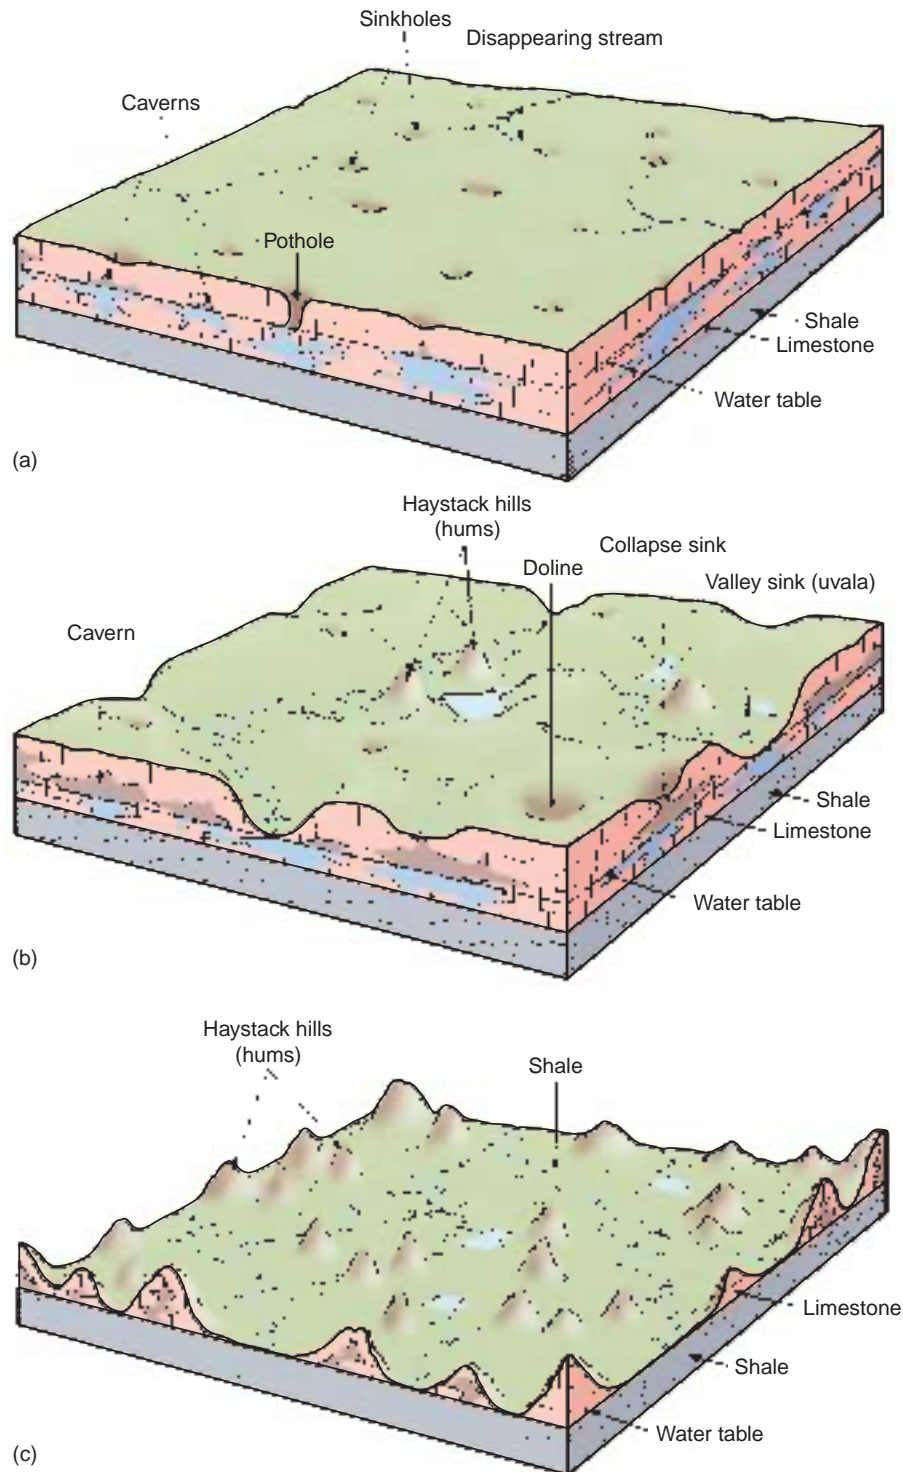 Sinkholes
Disappearing stream
Caverns
Pothole
Shale
Limestone
Water table
(a)
Haystack hills
(hums)
Collapse sink
Doline
Valley sink (uvala)
Cavern
Shale
Limestone
Water table
(b)
Haystack hills
(hums)
Shale
Limestone
Shale
Water table
(c)